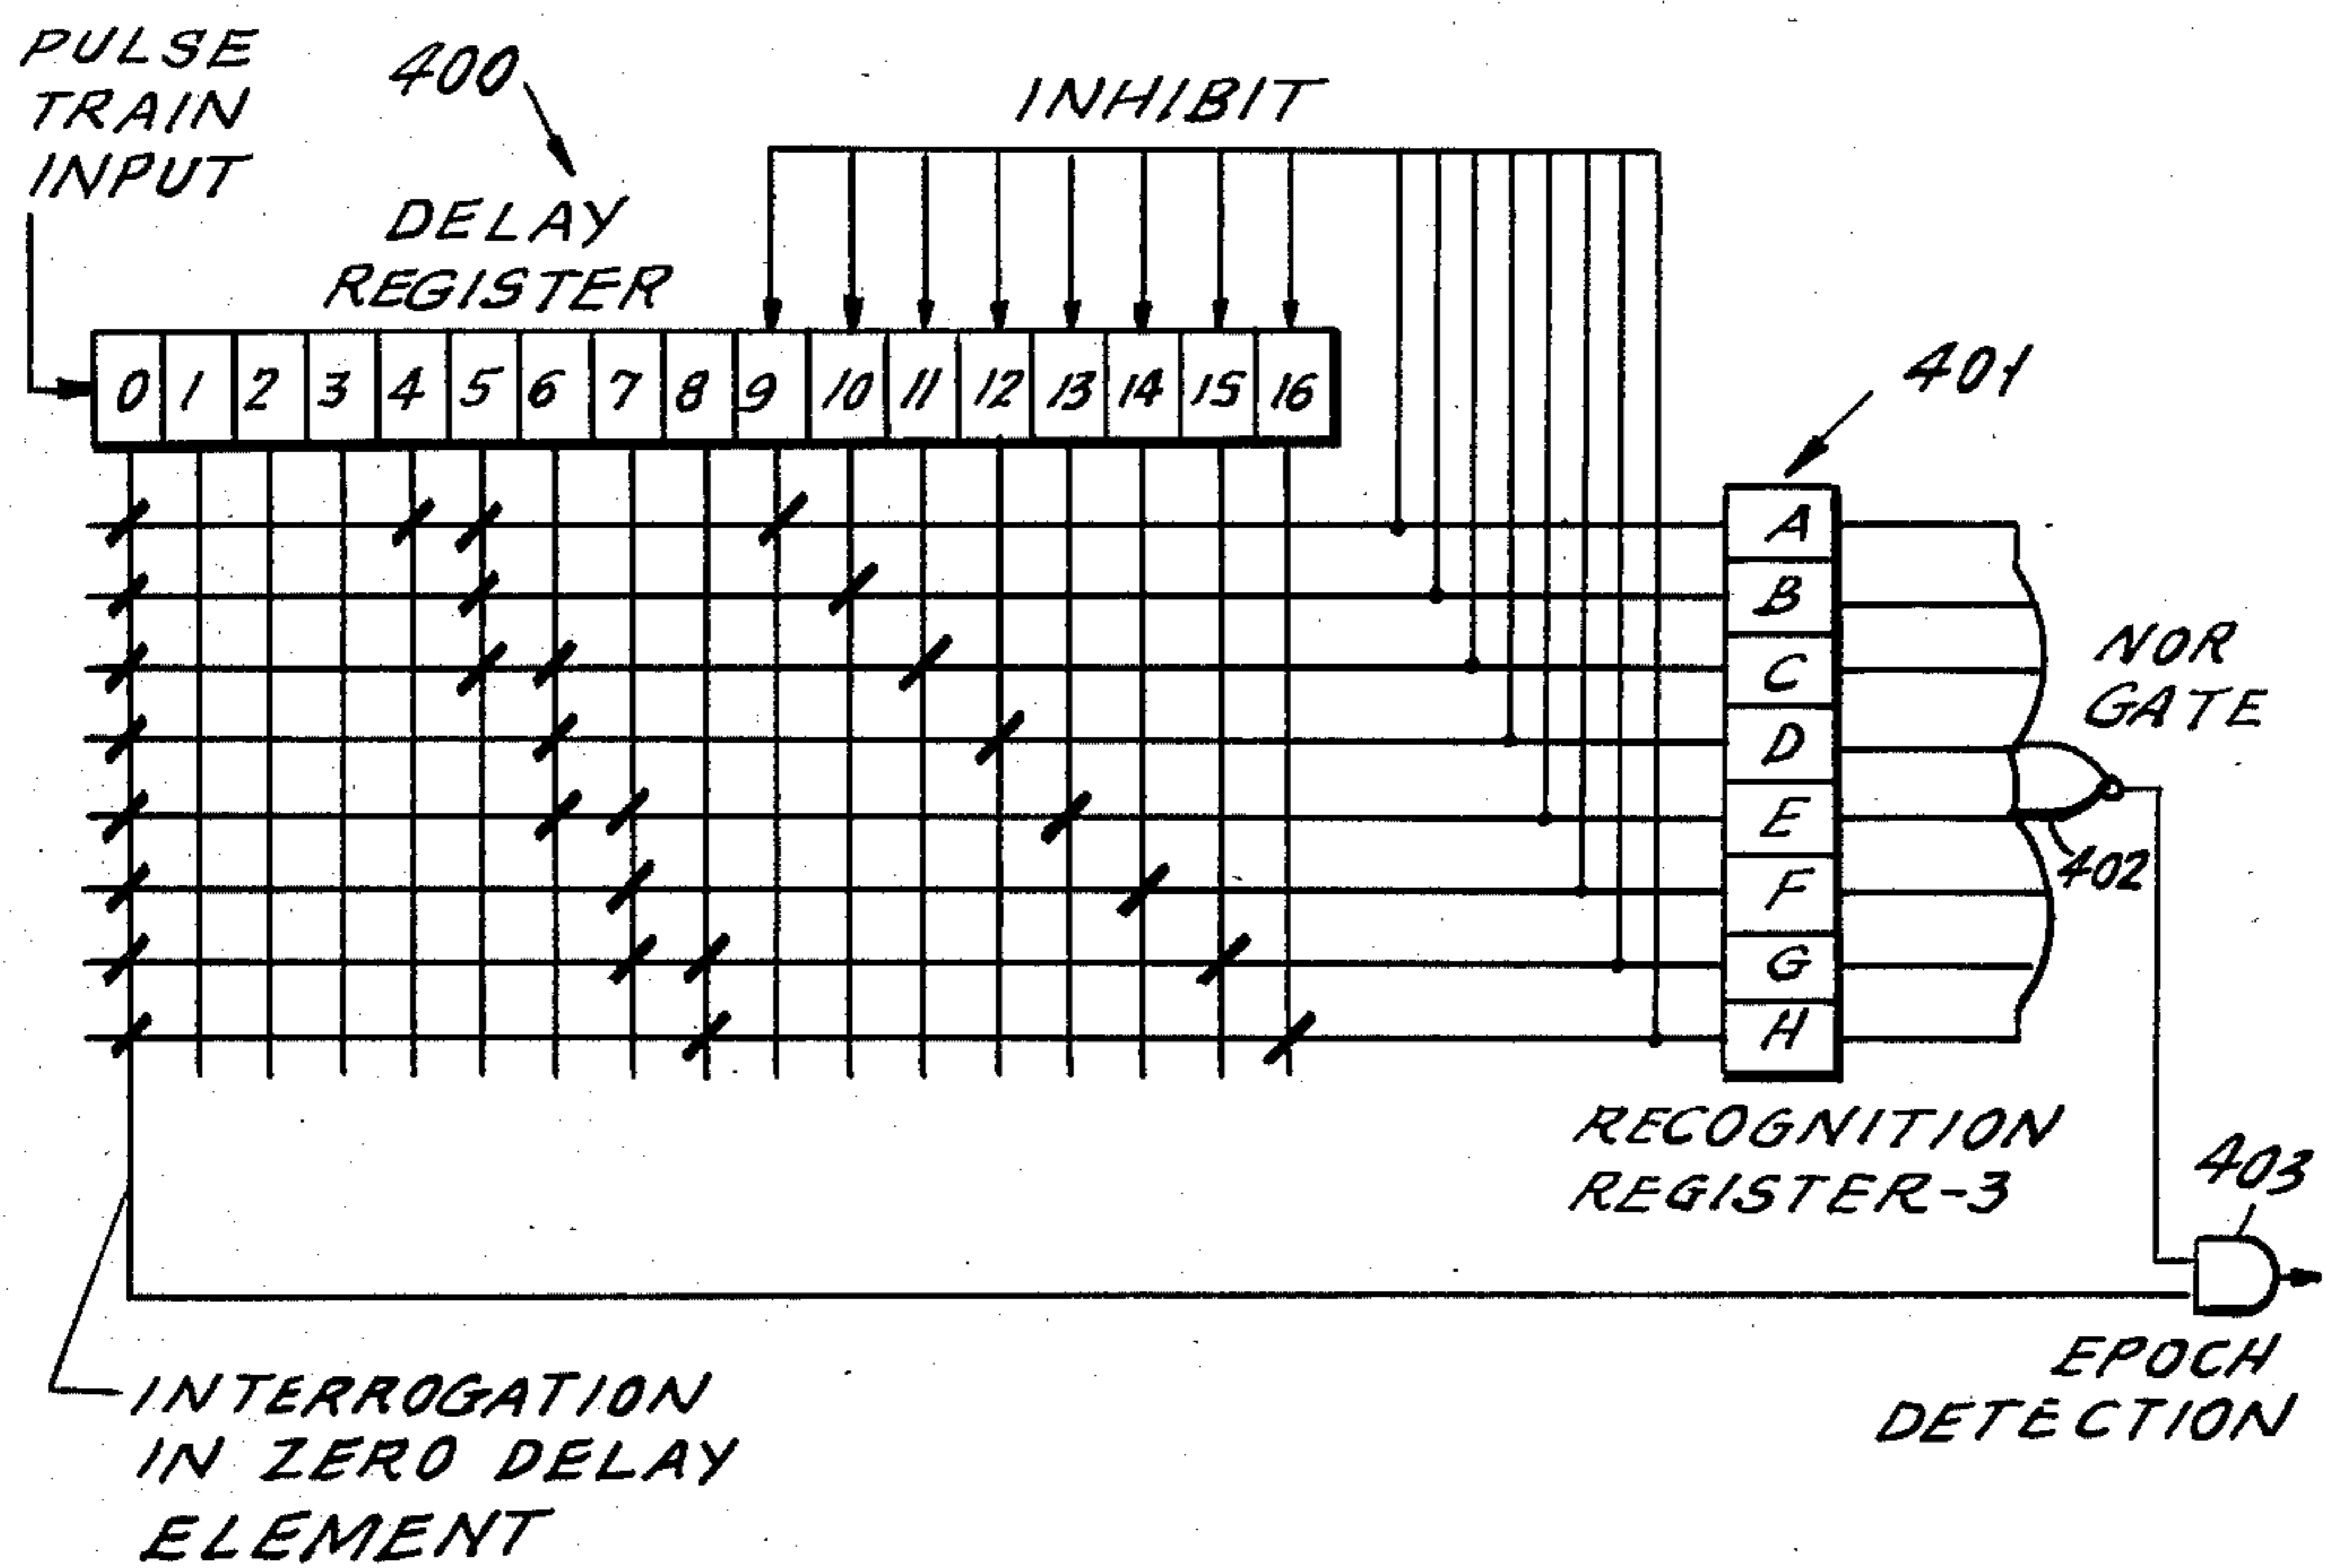 PULSE
TRAIN
INPUT
400
INHIBIT
DELAY
REGISTER
0 1 2 3 4 5 6 7 8 9 10 11 12 13 14 15 16
401
A
B
C
D
E
F
G
H
NOR
GATE
402
RECOGNITION
REGISTER-3
403
EPOCH
DETECTION
INTERROGATION
IN ZERO DELAY
ELEMENT